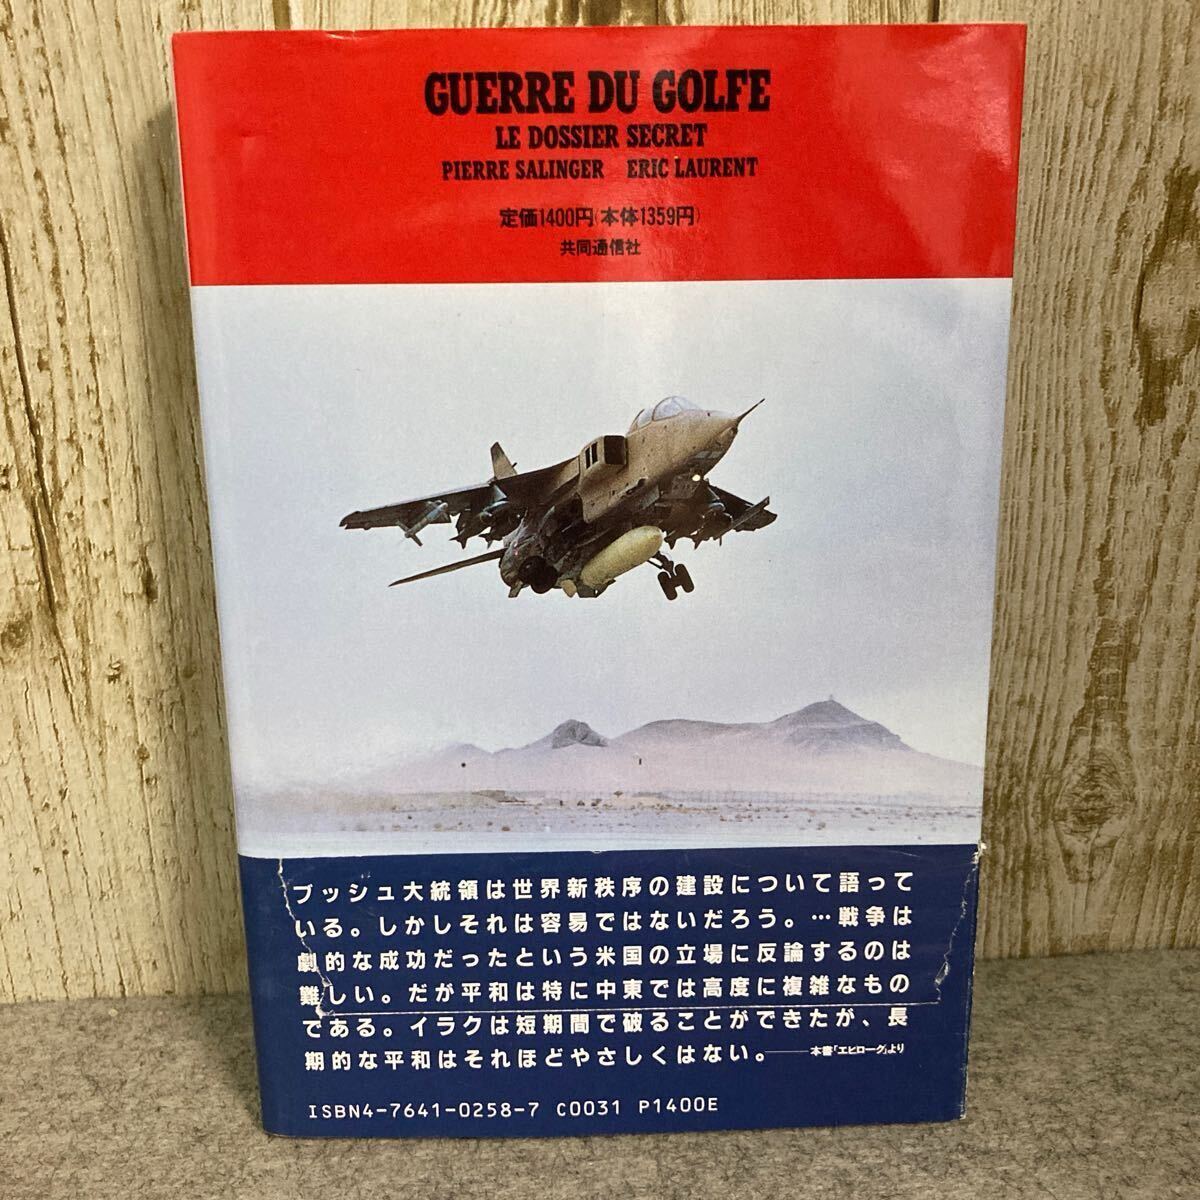 GUERRE DU GOLFE
LE DOSSIER SECRET
PIERRE SALINGER ERIC LAURENT
定価1400円(本体1359円)
共同通信社
ブッシュ大統領は世界新秩序の建設について語って
いる。しかしそれは容易ではないだろう。…戦争は
劇的な成功だったという米国の立場に反論するのは
難しい。だが平和は特に中東では高度に複雑なもの
である。イラクは短期間で破ることができたが、長
期的な平和はそれほどやさしくはない。——本書「エピローグ」より
ISBN4-7641-0258-7 C0031 P1400E